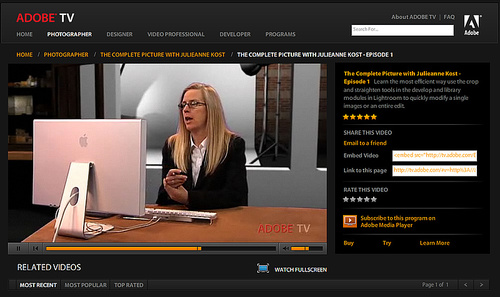 ADOBE TV
About ADOBE TV | FAQ
HOME PHOTOGRAPHER DESIGNER VIDEO PROFESSIONAL DEVELOPER PROGRAMS
Search For...
Adobe
HOME / PHOTOGRAPHER / THE COMPLETE PICTURE WITH JULIEANNE KOST / THE COMPLETE PICTURE WITH JULIEANNE KOST - EPISODE 1
The Complete Picture with Julieanne Kost -
Episode 1 Learn the most efficient way use the crop
and straighten tools in the develop and library
modules in Lightroom to quickly modify a single
images or an entire edit.
SHARE THIS VIDEO
Email to a friend
Embed Video
Link to this page
RATE THIS VIDEO
Subscribe to this program on
Adobe Media Player
Buy Try Learn More
ADOBE TV
RELATED VIDEOS
WATCH FULLSCREEN
MOST RECENT MOST POPULAR TOP RATED
Page 1 of 1 < >